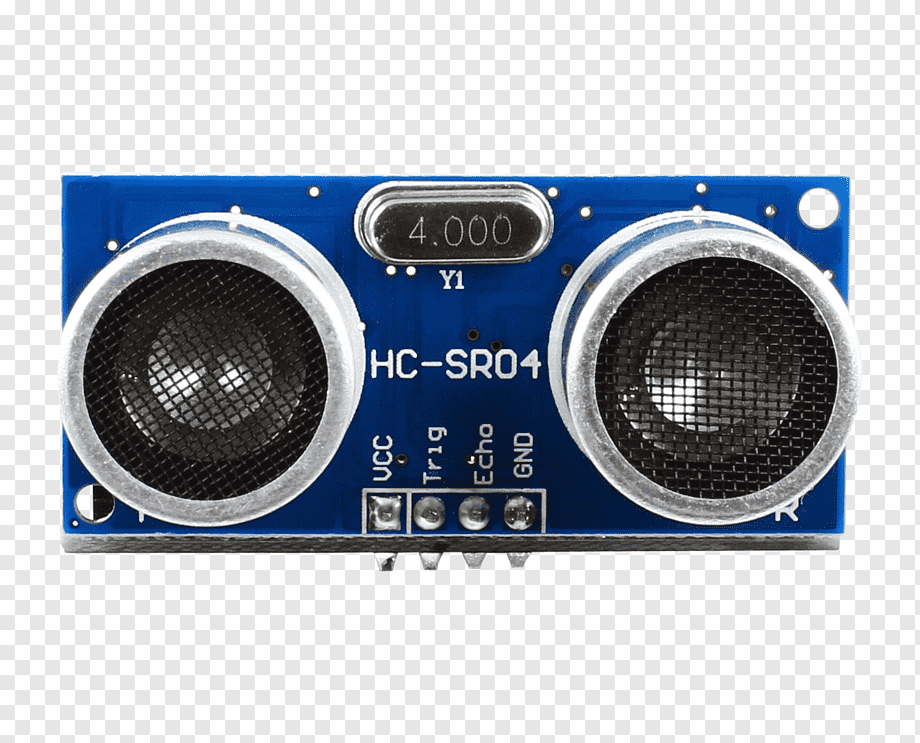 4.000
Y1
HC-SR04
VCC
Trig
Echo
GND
T
R